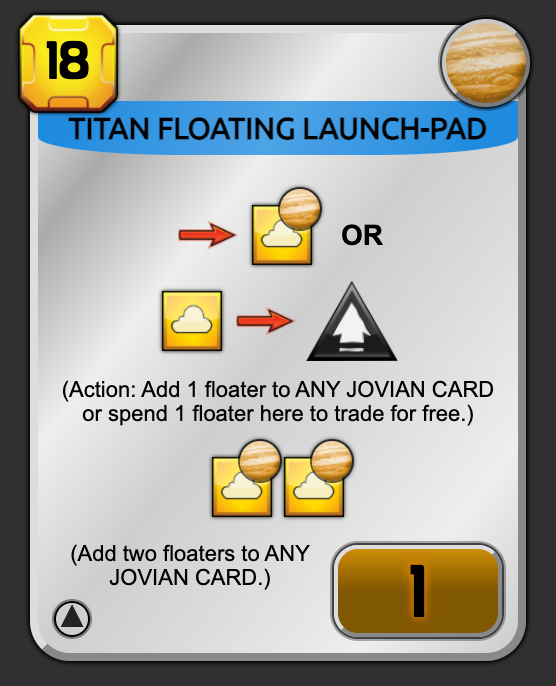 18
TITAN FLOATING LAUNCH-PAD
OR
(Action: Add 1 floater to ANY JOVIAN CARD
or spend 1 floater here to trade for free.)
(Add two floaters to ANY
JOVIAN CARD.)
1